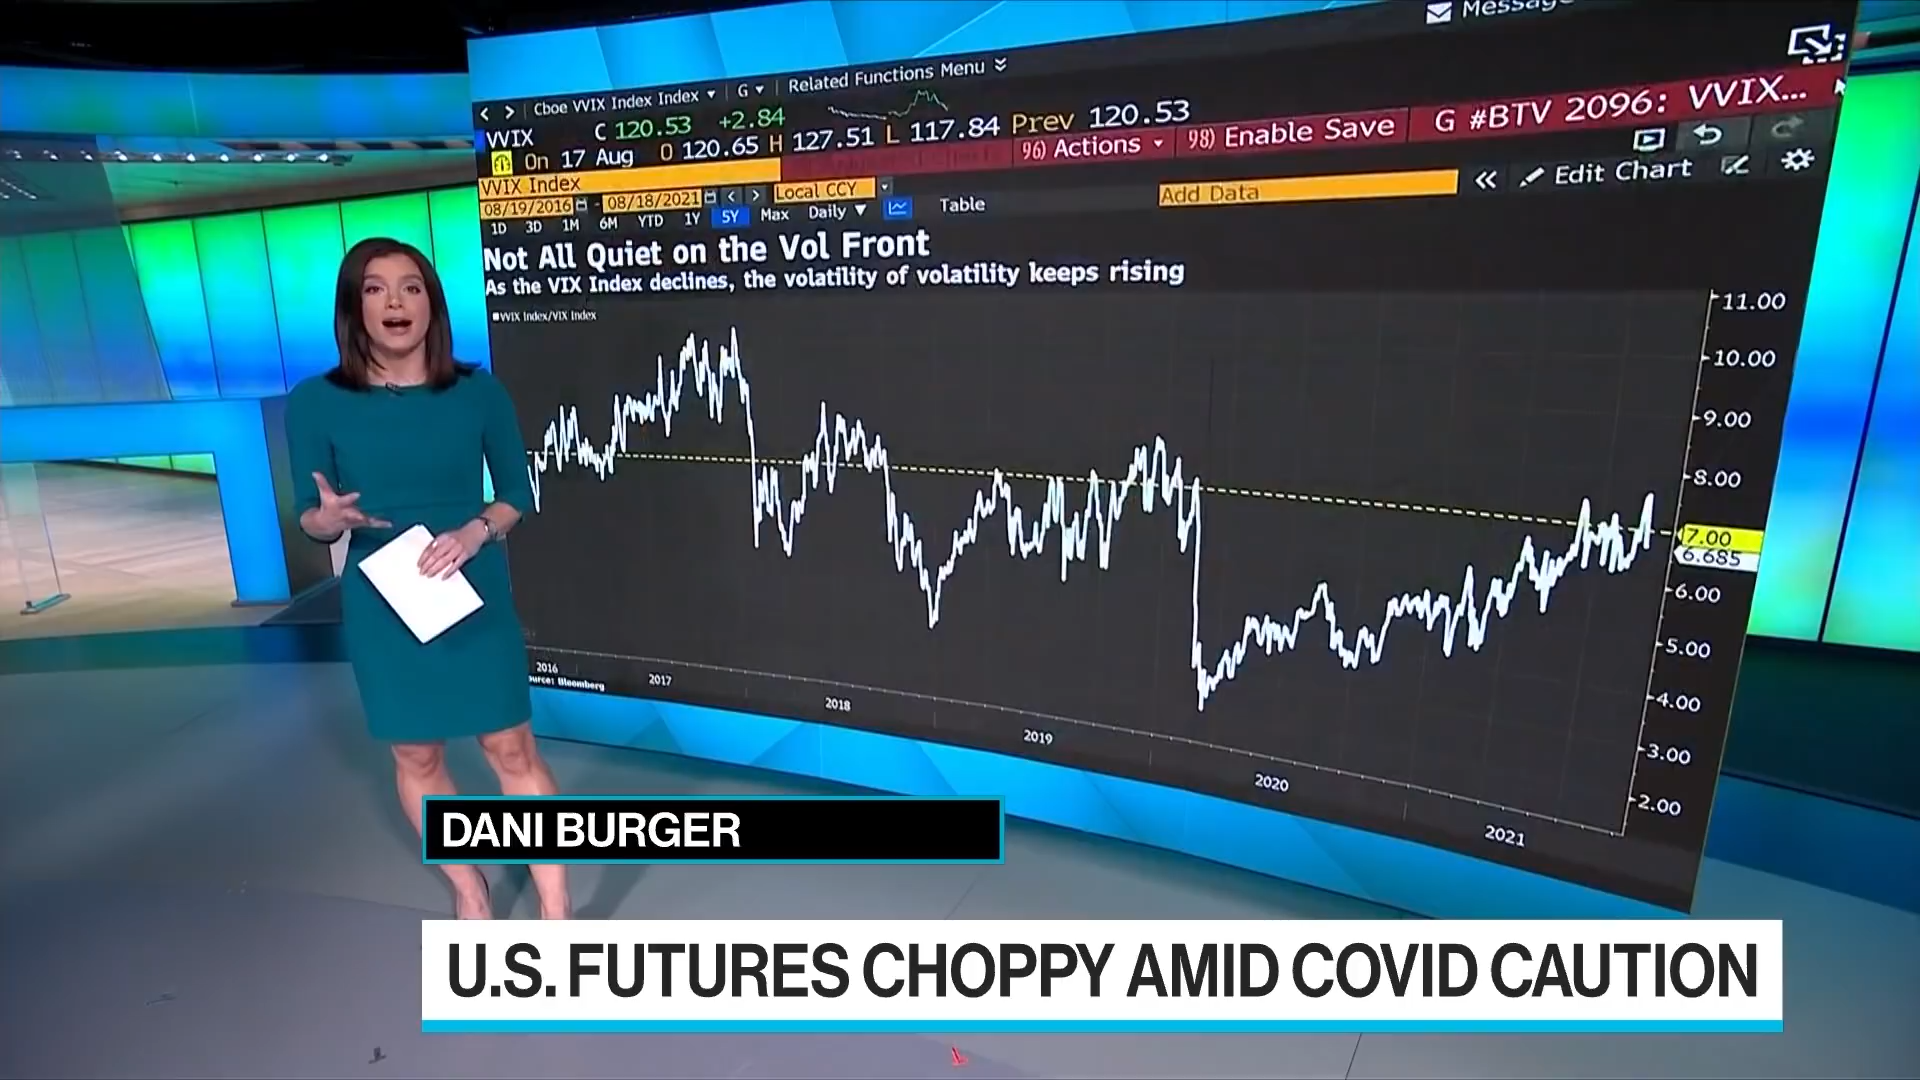 Messag
Cboe VVIX Index Index G Related Functions Menu
VVIX C 120.53 +2.84
On 17 Aug O 120.65 H 127.51 L 117.84 Prev 120.53
VVIX Index 96) Actions 98) Enable Save G #BTV 2096: VVIX...
08/19/2016 - 08/18/2021 Local CCY Add Data Edit Chart
1D 3D 1M 6M YTD 1Y 5Y Max Daily Table
Not All Quiet on the Vol Front
As the VIX Index declines, the volatility of volatility keeps rising
VVIX Index/VIX Index
11.00
10.00
9.00
8.00
7.00
6.685
6.00
5.00
4.00
3.00
2.00
2016 2017 2018 2019 2020 2021
urce: Bloomberg
DANI BURGER
U.S. FUTURES CHOPPY AMID COVID CAUTION